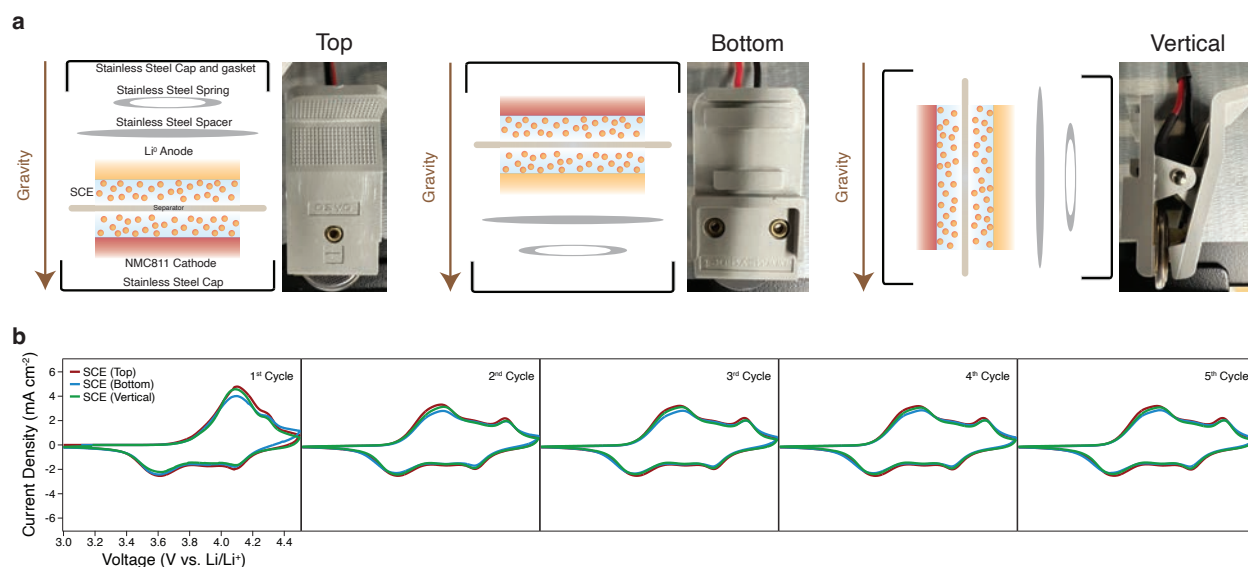 a
Top
Bottom
Vertical
Gravity
Stainless Steel Cap and gasket
Stainless Steel Spring
Stainless Steel Spacer
Li⁰ Anode
SCE
Separator
NMC811 Cathode
Stainless Steel Cap
Gravity
Gravity
b
Current Density (mA cm⁻²)
6
4
2
0
-2
-4
-6
SCE (Top)
SCE (Bottom)
SCE (Vertical)
1st Cycle
2nd Cycle
3rd Cycle
4th Cycle
5th Cycle
3.0 3.2 3.4 3.6 3.8 4.0 4.2 4.4
Voltage (V vs. Li/Li⁺)